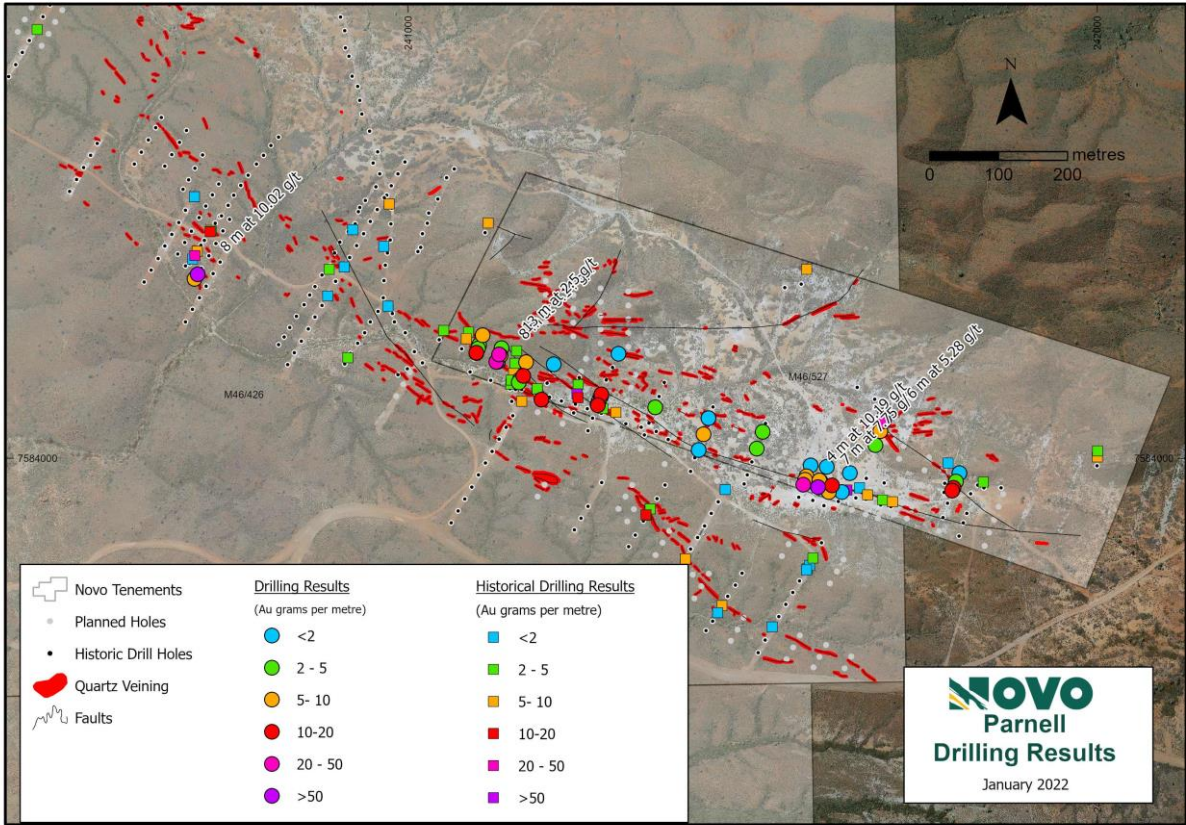 241000
242000
N
metres
0 100 200
8 m at 10.02 g/t
M46/426
M46/527
4 m at 10.19 g/t
7 m at 7.75 g/
6 m at 5.28 g/t
7584000
7584000
Novo Tenements
Planned Holes
Historic Drill Holes
Quartz Veining
Faults
Drilling Results
(Au grams per metre)
<2
2 - 5
5- 10
10-20
20 - 50
>50
Historical Drilling Results
(Au grams per metre)
<2
2 - 5
5- 10
10-20
20 - 50
>50
NOVO
Parnell
Drilling Results
January 2022